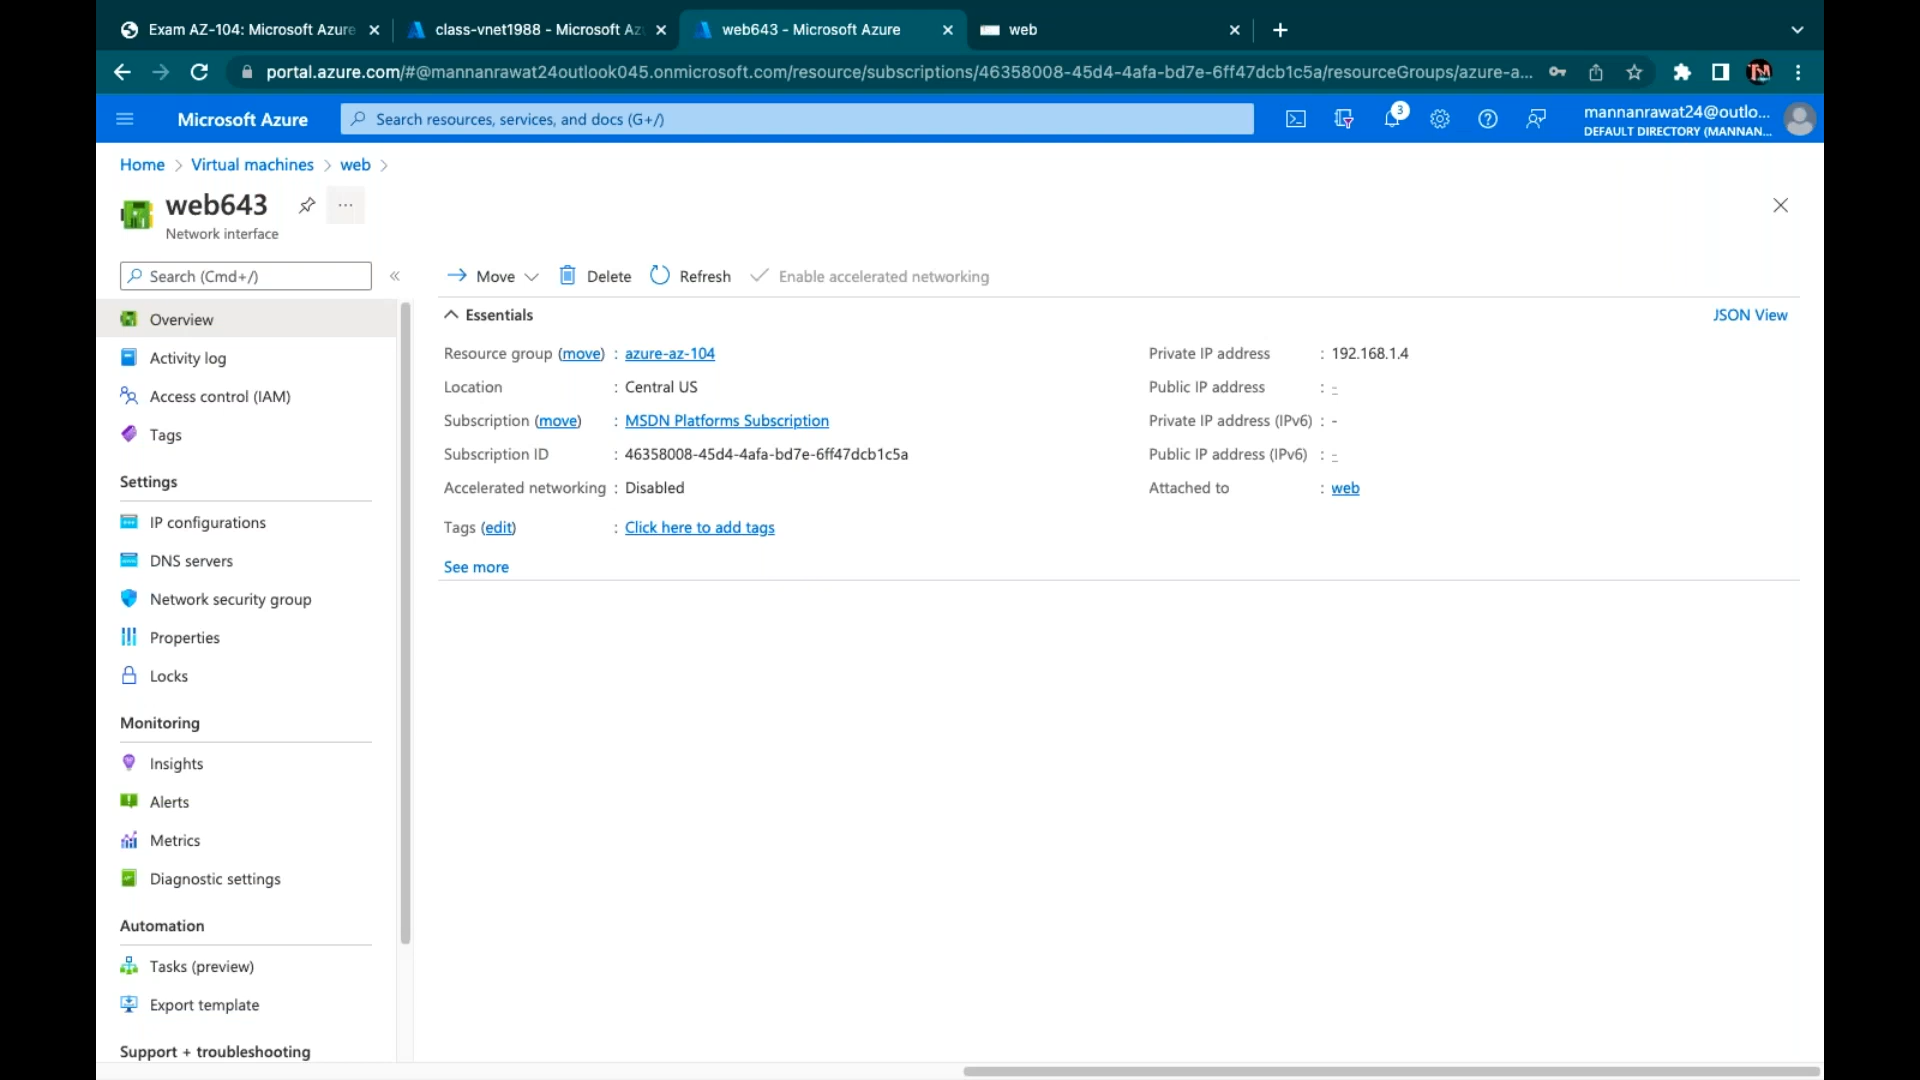 Exam AZ-104: Microsoft Azure
class-vnet1988 - Microsoft Az
web643 - Microsoft Azure
web
portal.azure.com/#@mannanrawat24outlook045.onmicrosoft.com/resource/subscriptions/46358008-45d4-4afa-bd7e-6ff47dcb1c5a/resourceGroups/azure-a...
Microsoft Azure
Search resources, services, and docs (G+/)
3
mannanrawat24@outlo...
DEFAULT DIRECTORY (MANNAN...
Home > Virtual machines > web >
web643
Network interface
Search (Cmd+/)
Overview
Activity log
Access control (IAM)
Tags
Settings
IP configurations
DNS servers
Network security group
Properties
Locks
Monitoring
Insights
Alerts
Metrics
Diagnostic settings
Automation
Tasks (preview)
Export template
Support + troubleshooting
Move
Delete
Refresh
Enable accelerated networking
Essentials
JSON View
Resource group (move) : azure-az-104
Location : Central US
Subscription (move) : MSDN Platforms Subscription
Subscription ID : 46358008-45d4-4afa-bd7e-6ff47dcb1c5a
Accelerated networking : Disabled
Tags (edit) : Click here to add tags
See more
Private IP address : 192.168.1.4
Public IP address : -
Private IP address (IPv6) : -
Public IP address (IPv6) : -
Attached to : web